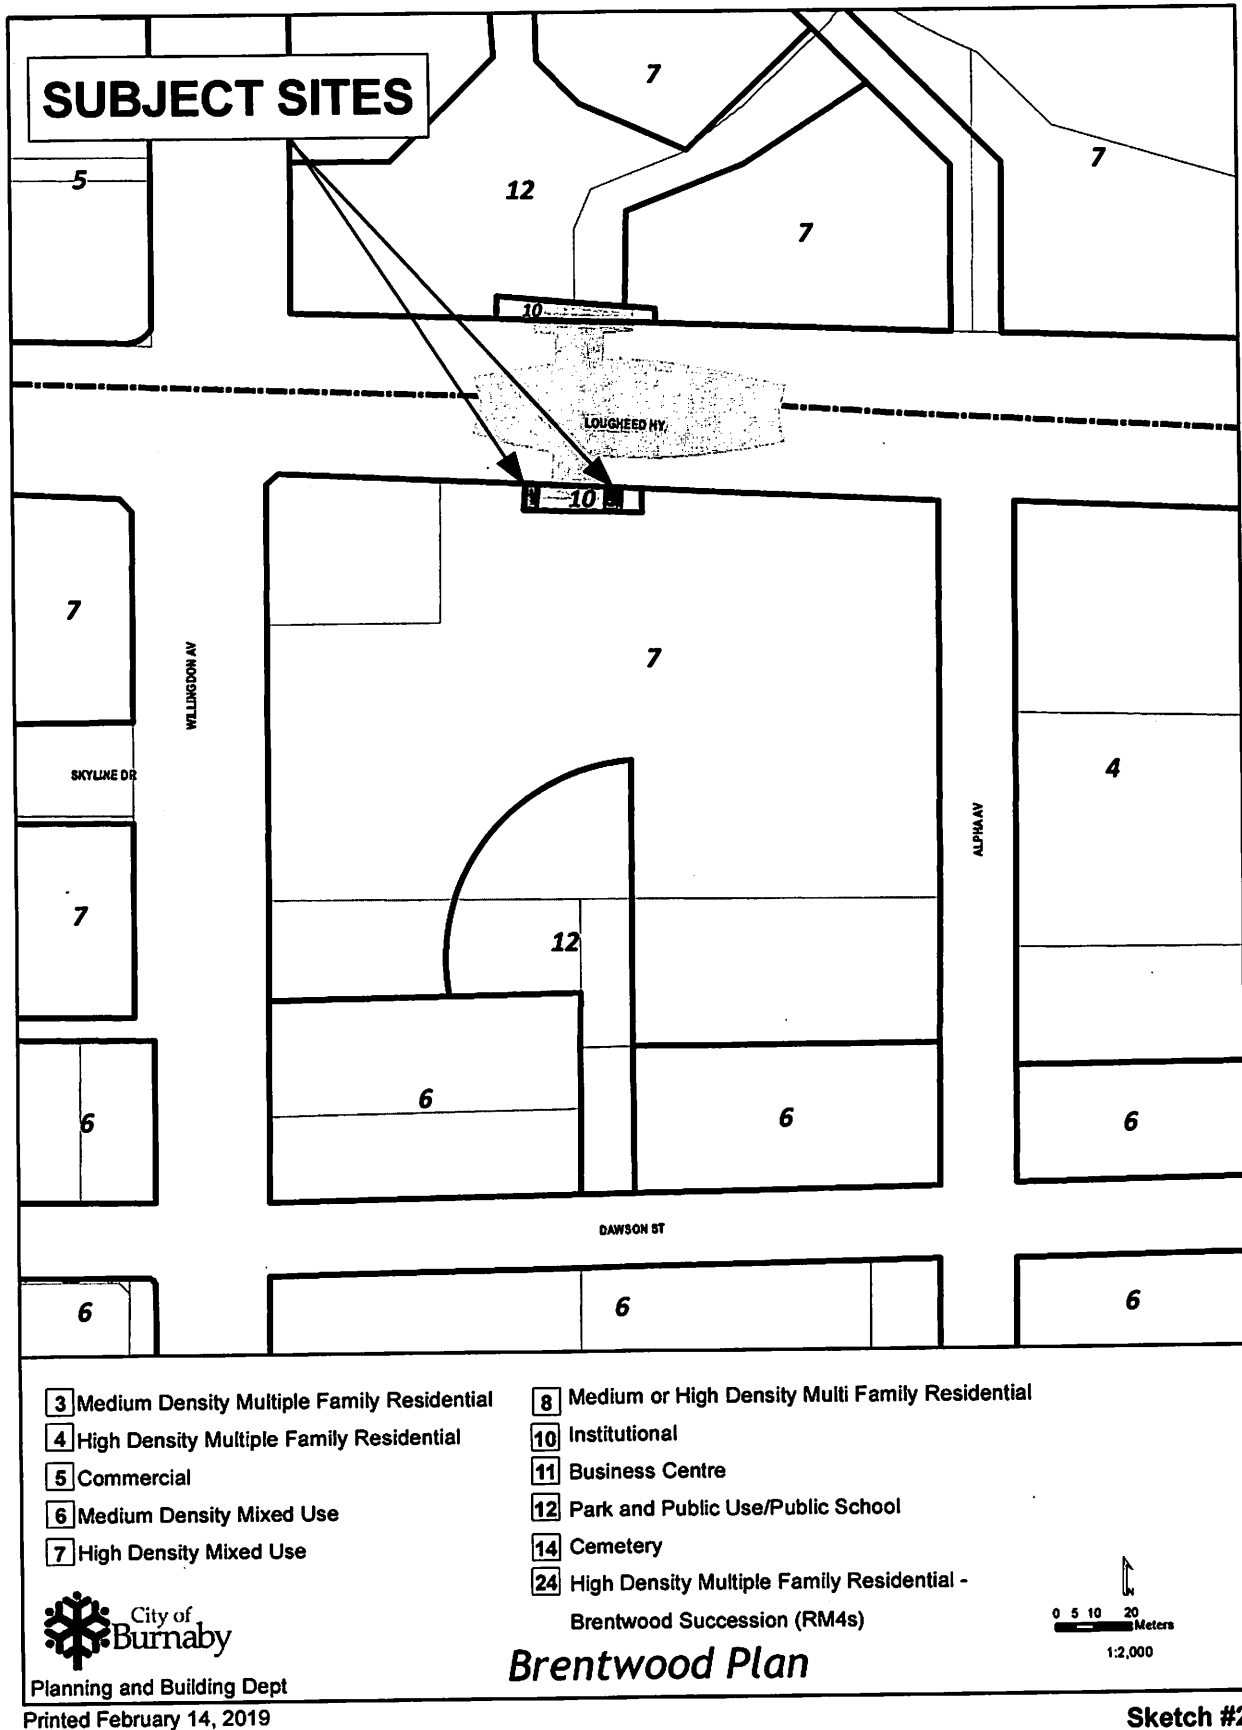 SUBJECT SITES
7
7
5
12
7
10
LOUGHEED HY.
10
7
7
WILLINGDON AV
SKYLINE DR
4
ALPHA AV
7
12
6
6
6
6
DAWSON ST
6
6
6
3 Medium Density Multiple Family Residential
4 High Density Multiple Family Residential
5 Commercial
6 Medium Density Mixed Use
7 High Density Mixed Use
8 Medium or High Density Multi Family Residential
10 Institutional
11 Business Centre
12 Park and Public Use/Public School
14 Cemetery
24 High Density Multiple Family Residential -
Brentwood Succession (RM4s)
N
0 5 10 20
Meters
1:2,000
City of
Burnaby
Planning and Building Dept
Brentwood Plan
Printed February 14, 2019
Sketch #2